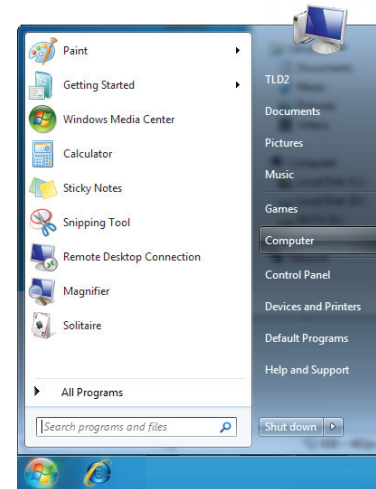 Paint
Getting Started
Windows Media Center
Calculator
Sticky Notes
Snipping Tool
Remote Desktop Connection
Magnifier
Solitaire
All Programs
Search programs and files
TLD2
Documents
Pictures
Music
Games
Computer
Control Panel
Devices and Printers
Default Programs
Help and Support
Shut down